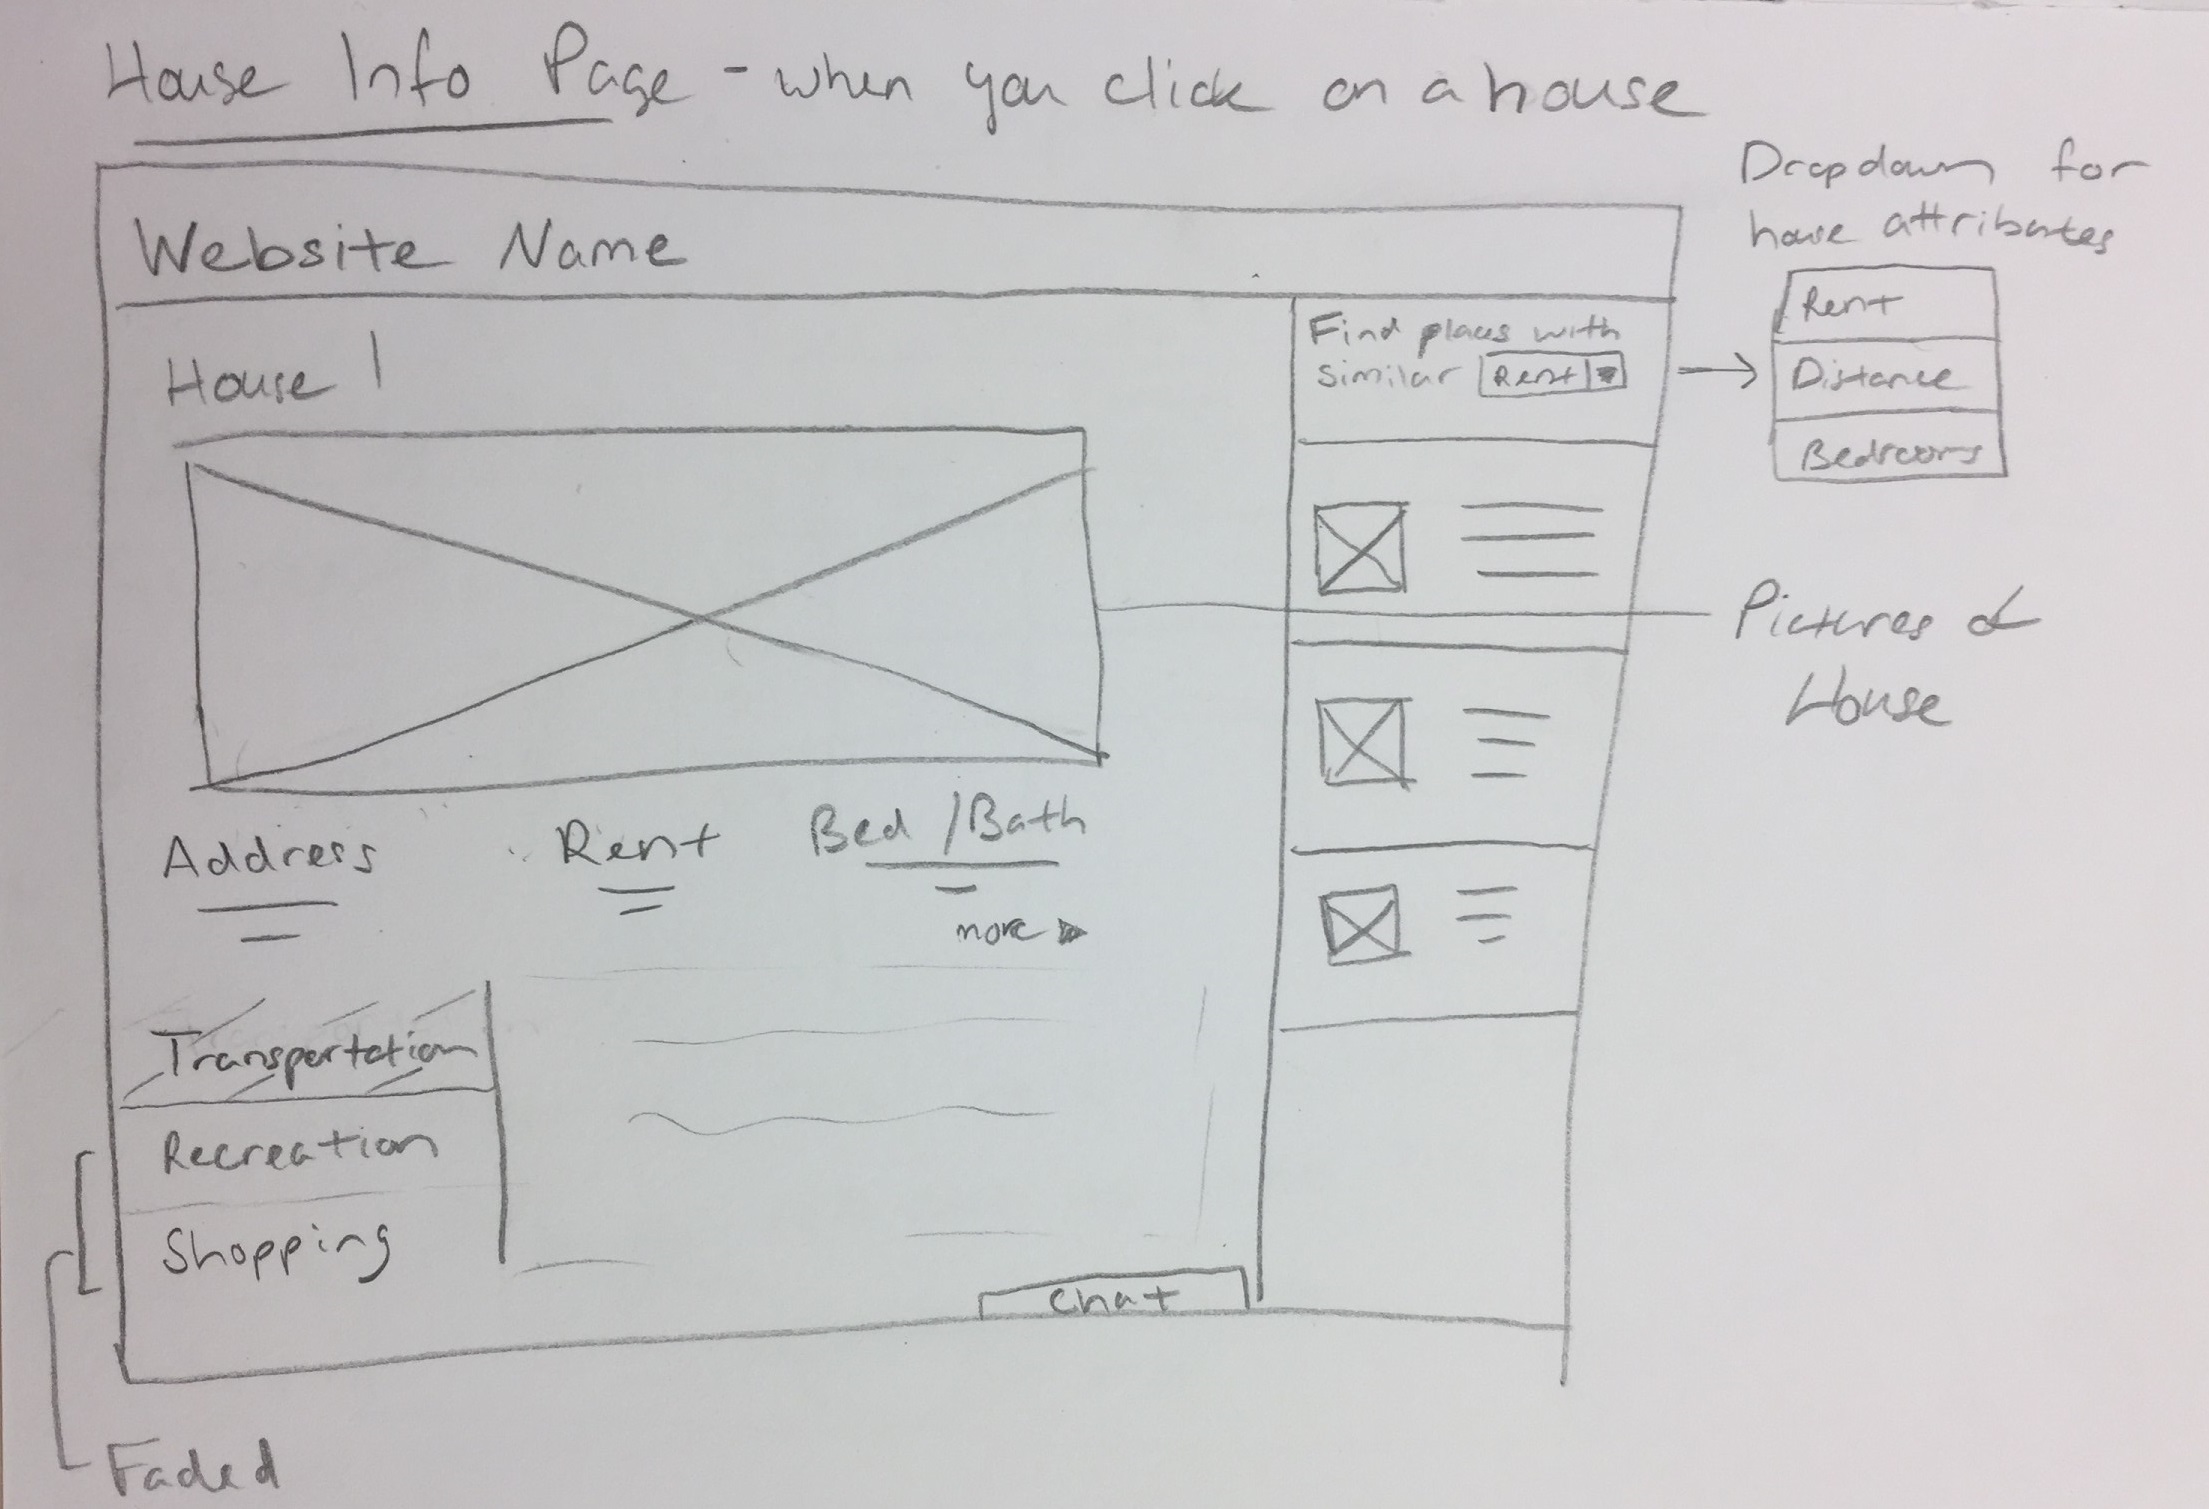 House Info Page - when you click on a house
Dropdown for
house attributes
Rent
Distance
Bedrooms
Website Name
Find places with
similar Rent
House 1
Pictures of
House
Address
Rent
Bed / Bath
more
Transportation
Recreation
Shopping
Chat
Faded